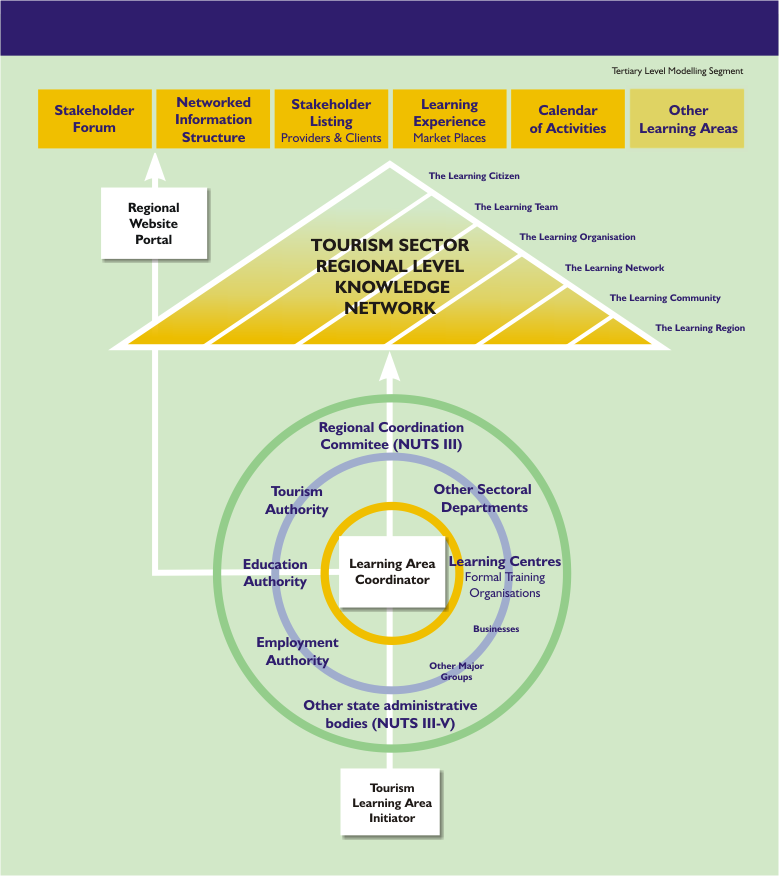 Tertiary Level Modelling Segment
Stakeholder
Forum
Networked
Information
Structure
Stakeholder
Listing
Providers & Clients
Learning
Experience
Market Places
Calendar
of Activities
Other
Learning Areas
Regional
Website
Portal
The Learning Citizen
The Learning Team
The Learning Organisation
The Learning Network
The Learning Community
The Learning Region
TOURISM SECTOR
REGIONAL LEVEL
KNOWLEDGE
NETWORK
Regional Coordination
Commitee (NUTS III)
Tourism
Authority
Other Sectoral
Departments
Education
Authority
Learning Area
Coordinator
Learning Centres
Formal Training
Organisations
Businesses
Employment
Authority
Other Major
Groups
Other state administrative
bodies (NUTS III-V)
Tourism
Learning Area
Initiator